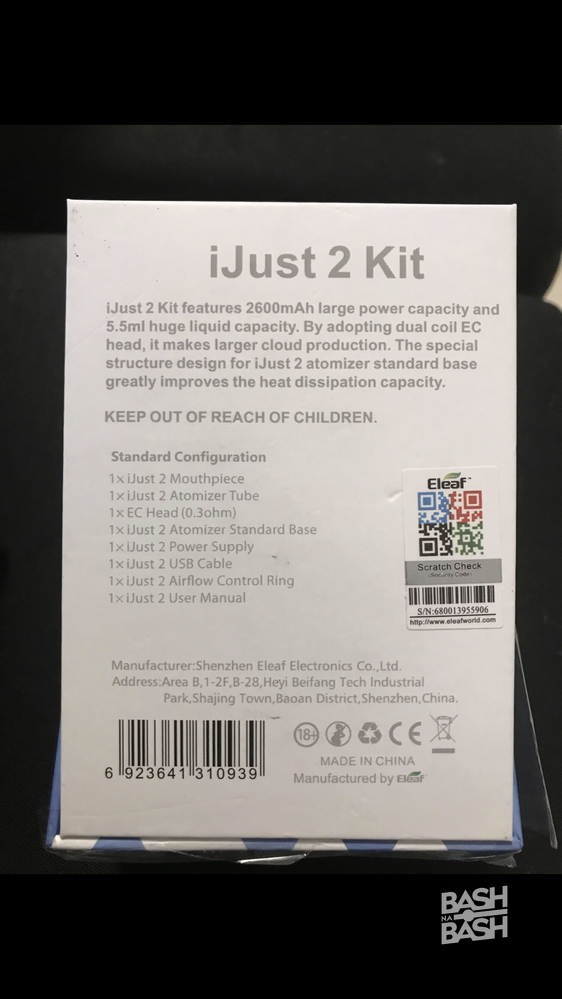 iJust 2 Kit
iJust 2 Kit features 2600mAh large power capacity and
5.5ml huge liquid capacity. By adopting dual coil EC
head, it makes larger cloud production. The special
structure design for iJust 2 atomizer standard base
greatly improves the heat dissipation capacity.
KEEP OUT OF REACH OF CHILDREN.
Standard Configuration
1×iJust 2 Mouthpiece
1×iJust 2 Atomizer Tube
1×EC Head (0.3ohm)
1×iJust 2 Atomizer Standard Base
1×iJust 2 Power Supply
1×iJust 2 USB Cable
1×iJust 2 Airflow Control Ring
1×iJust 2 User Manual
Eleaf™
Scratch Check
(Security Code)
S/N:680013955906
http://www.eleafworld.com
Manufacturer:Shenzhen Eleaf Electronics Co.,Ltd.
Address:Area B,1-2F,B-28,Heyi Beifang Tech Industrial
Park,Shajing Town,Baoan District,Shenzhen,China.
6 923641 310939
18+
CE
MADE IN CHINA
Manufactured by Eleaf
BASH
NA
BASH